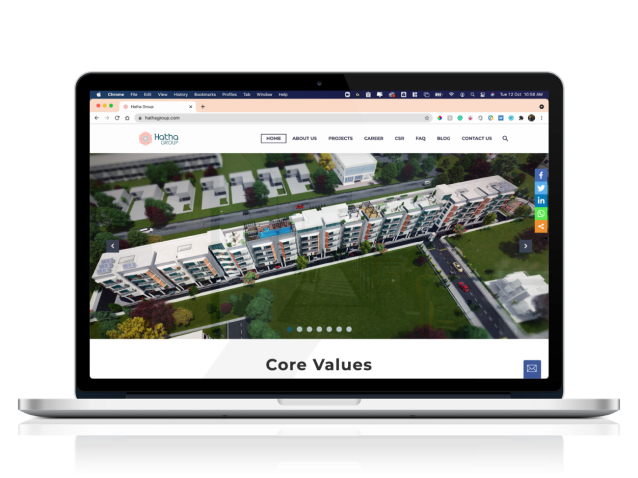 Chrome File Edit View History Bookmarks Profiles Tab Window Help
Tue 12 Oct 10:58 AM
Hatha Group
hathagroup.com
Hatha
GROUP
HOME ABOUT US PROJECTS CAREER CSR FAQ BLOG CONTACT US
Core Values